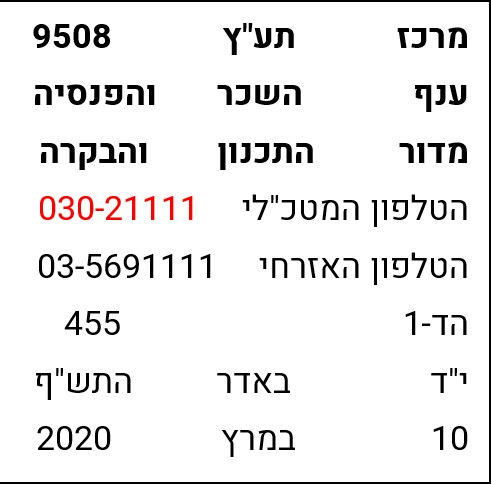 מרכז תע"ץ 9508
ענף השכר והפנסיה
מדור התכנון והבקרה
הטלפון המטכ"לי 030-21111
הטלפון האזרחי 03-5691111
הד-1 455
י"ד באדר התש"ף
10 במרץ 2020